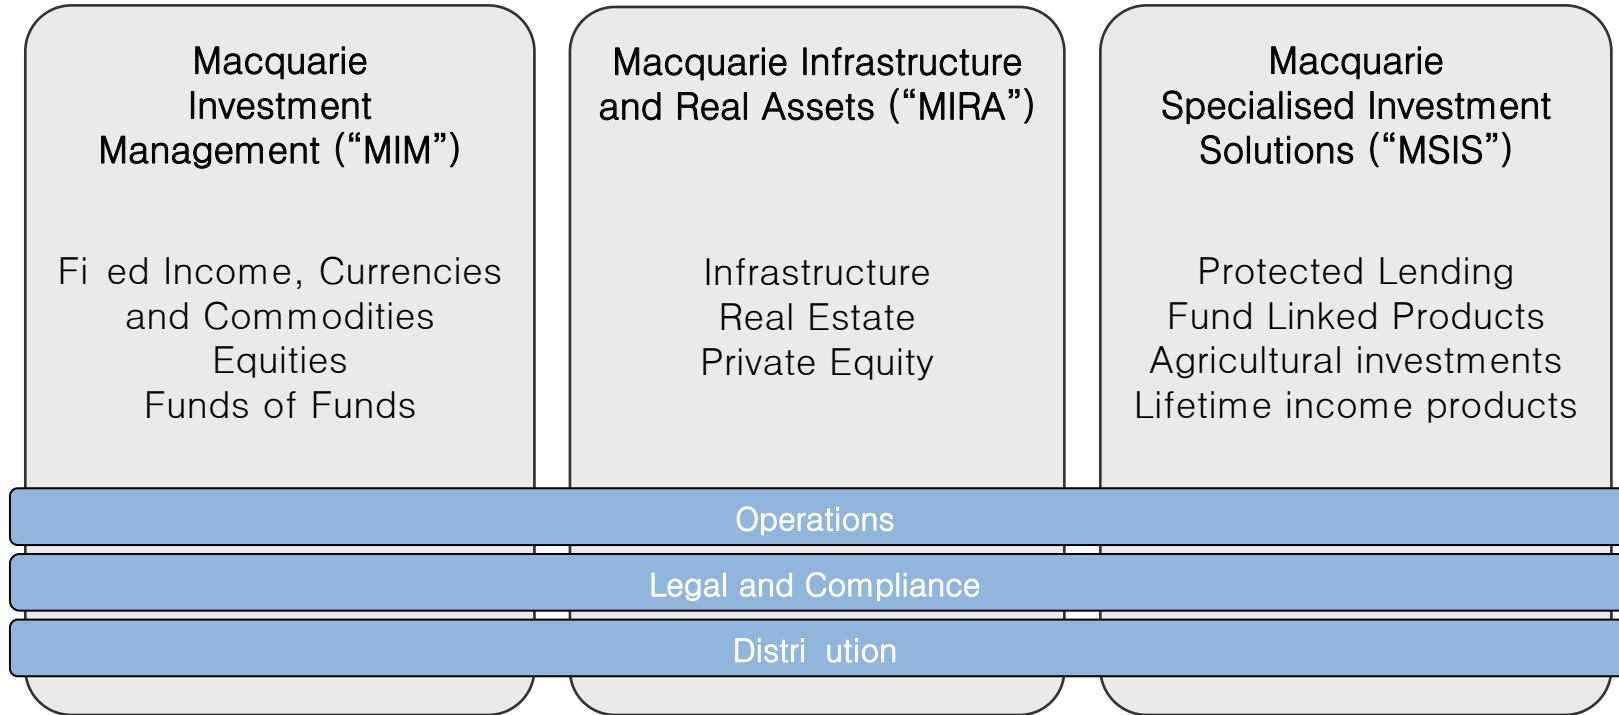 Macquarie
Investment
Management (“MIM”)
Fi ed Income, Currencies
and Commodities
Equities
Funds of Funds
Macquarie Infrastructure
and Real Assets (“MIRA”)
Infrastructure
Real Estate
Private Equity
Macquarie
Specialised Investment
Solutions (“MSIS”)
Protected Lending
Fund Linked Products
Agricultural investments
Lifetime income products
Operations
Legal and Compliance
Distri ution